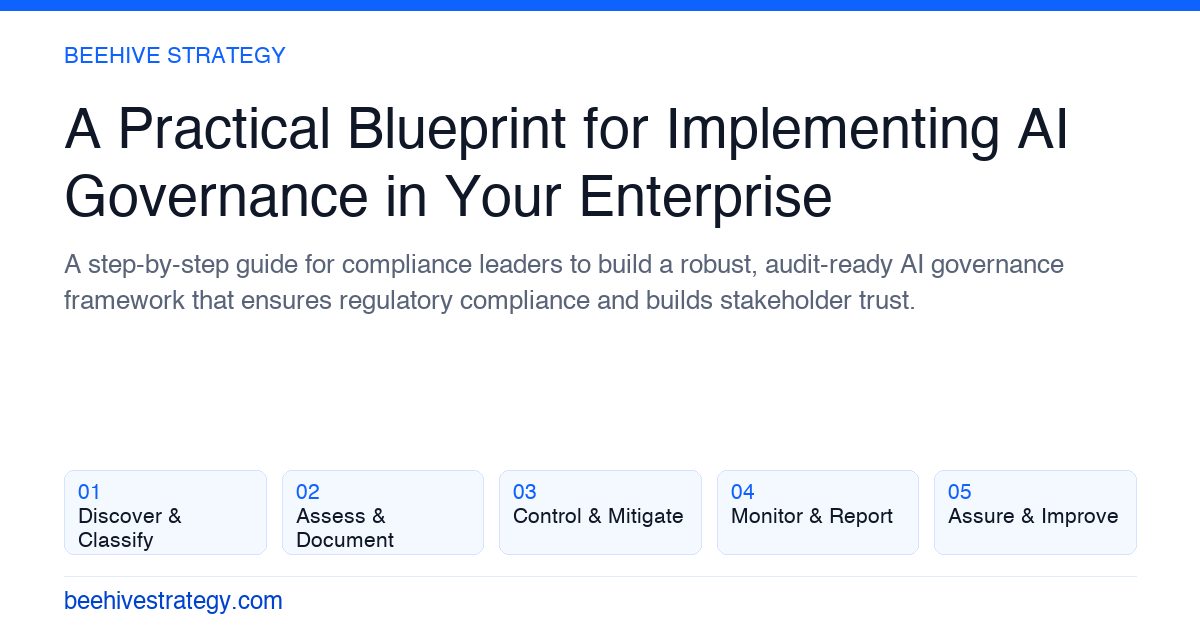 BEEHIVE STRATEGY
A Practical Blueprint for Implementing AI
Governance in Your Enterprise
A step-by-step guide for compliance leaders to build a robust, audit-ready AI governance
framework that ensures regulatory compliance and builds stakeholder trust.
01
Discover &
Classify
02
Assess &
Document
03
Control & Mitigate
04
Monitor & Report
05
Assure & Improve
beehivestrategy.com